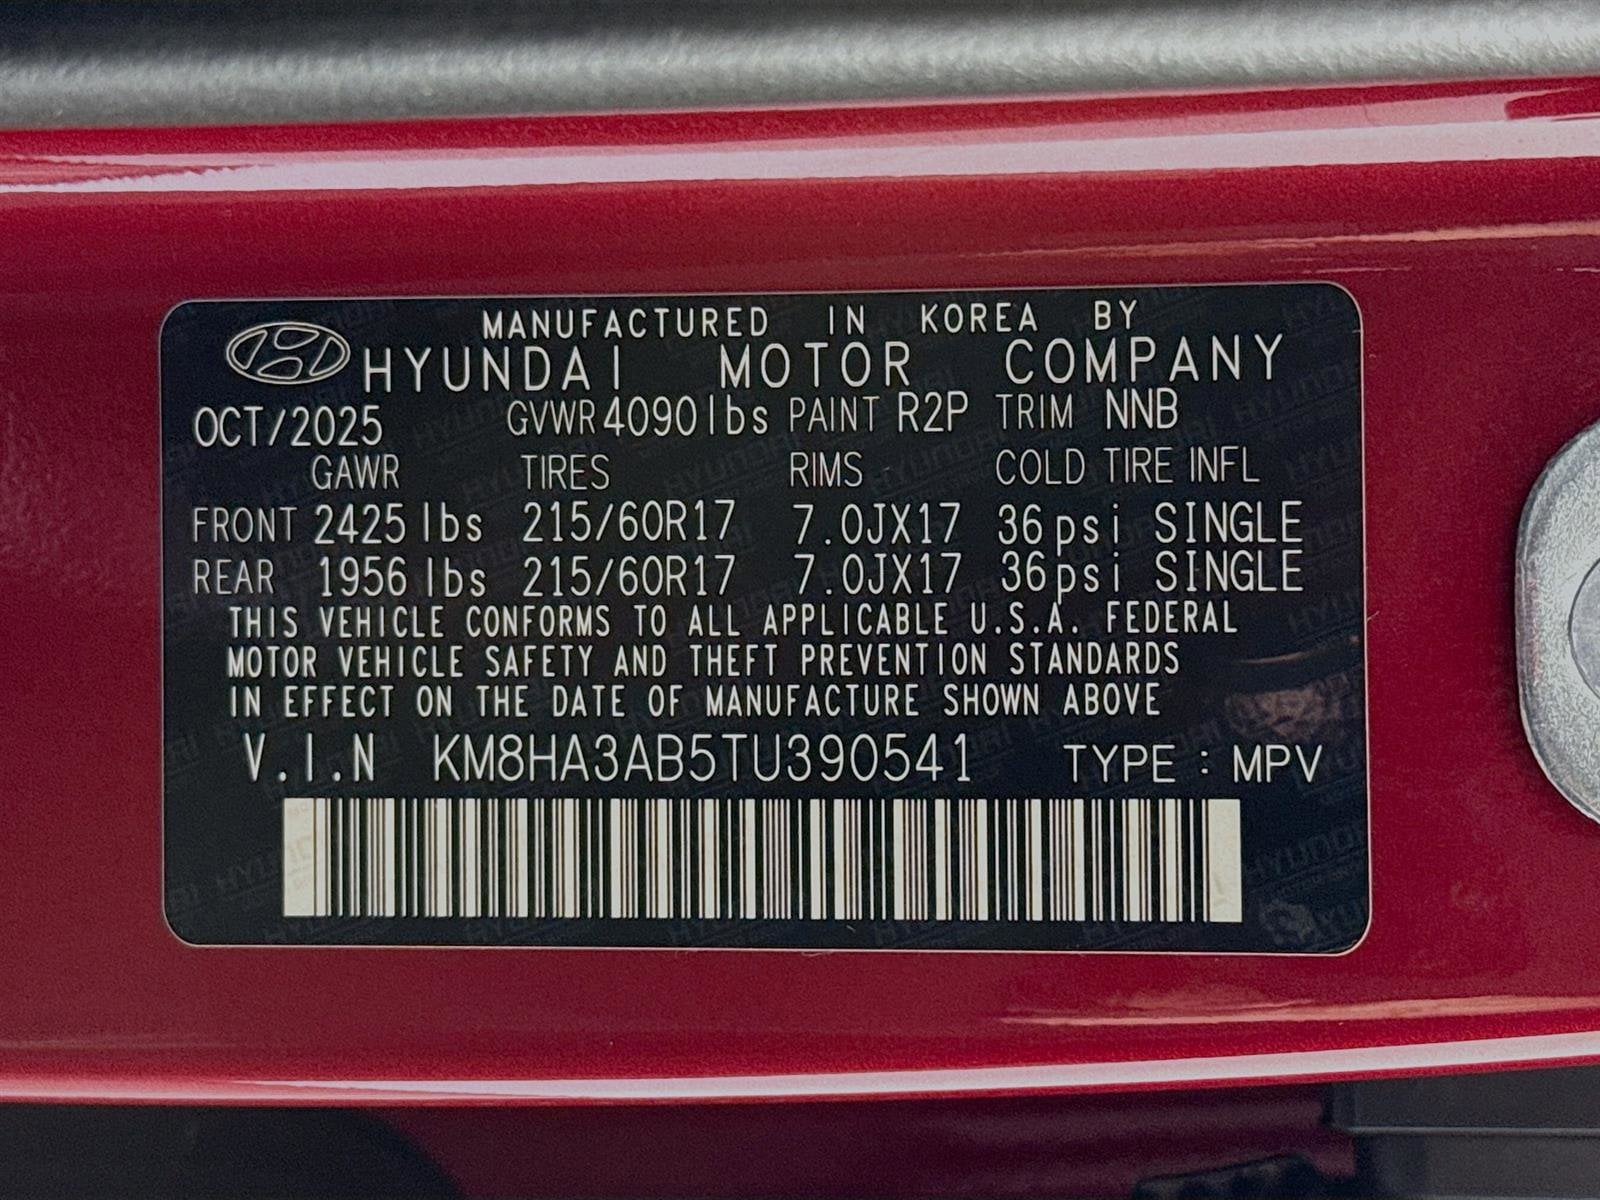 MANUFACTURED IN KOREA BY
HYUNDAI MOTOR COMPANY
OCT/2025 GVWR 4090lbs PAINT R2P TRIM NNB
GAWR TIRES RIMS COLD TIRE INFL
FRONT 2425 lbs 215/60R17 7.0JX17 36psi SINGLE
REAR 1956 lbs 215/60R17 7.0JX17 36psi SINGLE
THIS VEHICLE CONFORMS TO ALL APPLICABLE U.S.A. FEDERAL
MOTOR VEHICLE SAFETY AND THEFT PREVENTION STANDARDS
IN EFFECT ON THE DATE OF MANUFACTURE SHOWN ABOVE
V.I.N KM8HA3AB5TU390541 TYPE : MPV